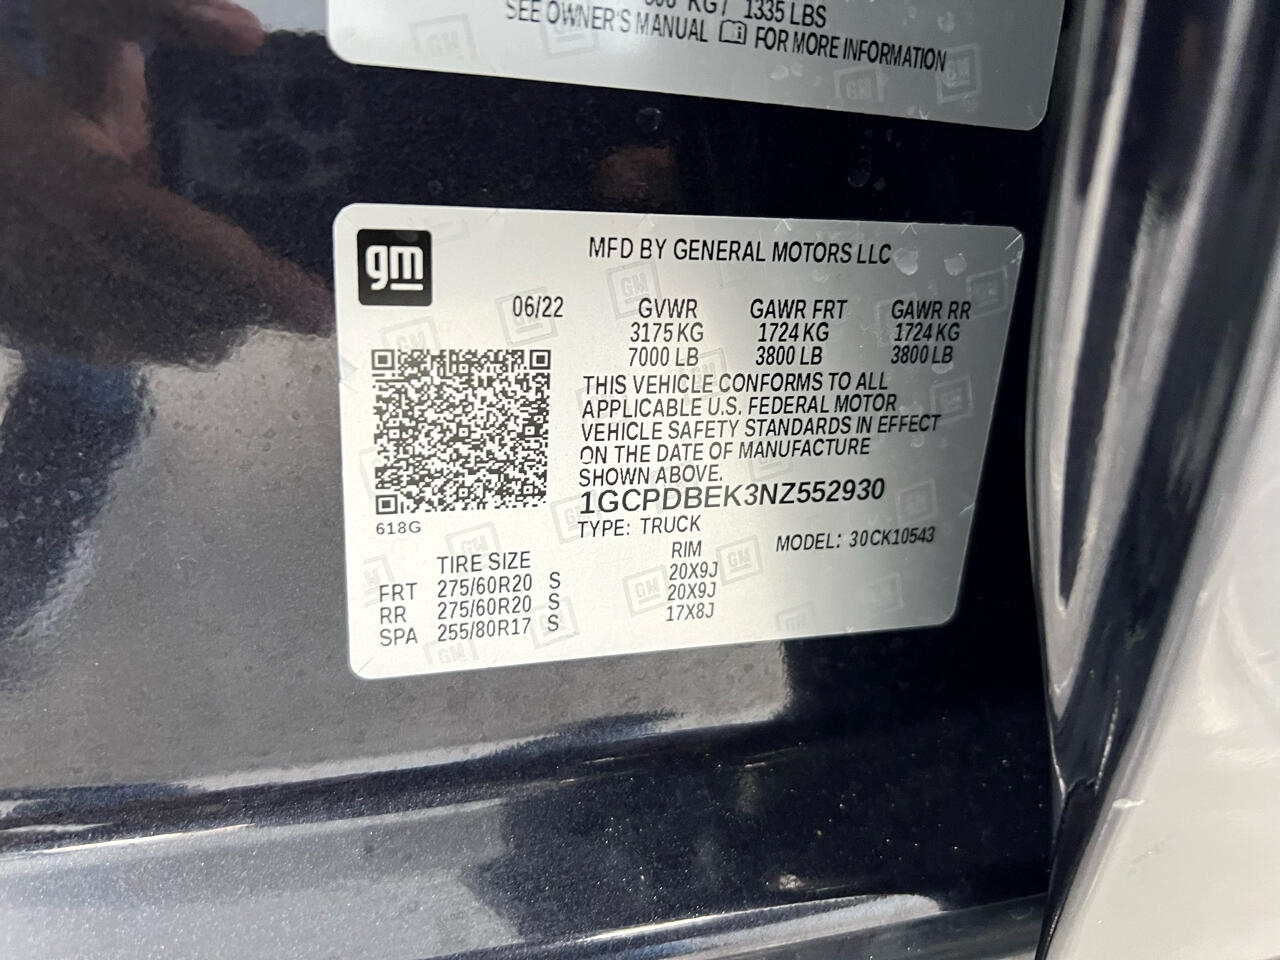 KG / 1335 LBS
SEE OWNER'S MANUAL FOR MORE INFORMATION
gm
MFD BY GENERAL MOTORS LLC
06/22 GVWR GAWR FRT GAWR RR
3175 KG 1724 KG 1724 KG
7000 LB 3800 LB 3800 LB
THIS VEHICLE CONFORMS TO ALL
APPLICABLE U.S. FEDERAL MOTOR
VEHICLE SAFETY STANDARDS IN EFFECT
ON THE DATE OF MANUFACTURE
SHOWN ABOVE.
1GCPDBEK3NZ552930
618G
TYPE: TRUCK MODEL: 30CK10543
TIRE SIZE RIM
FRT 275/60R20 S 20X9J
RR 275/60R20 S 20X9J
SPA 255/80R17 S 17X8J